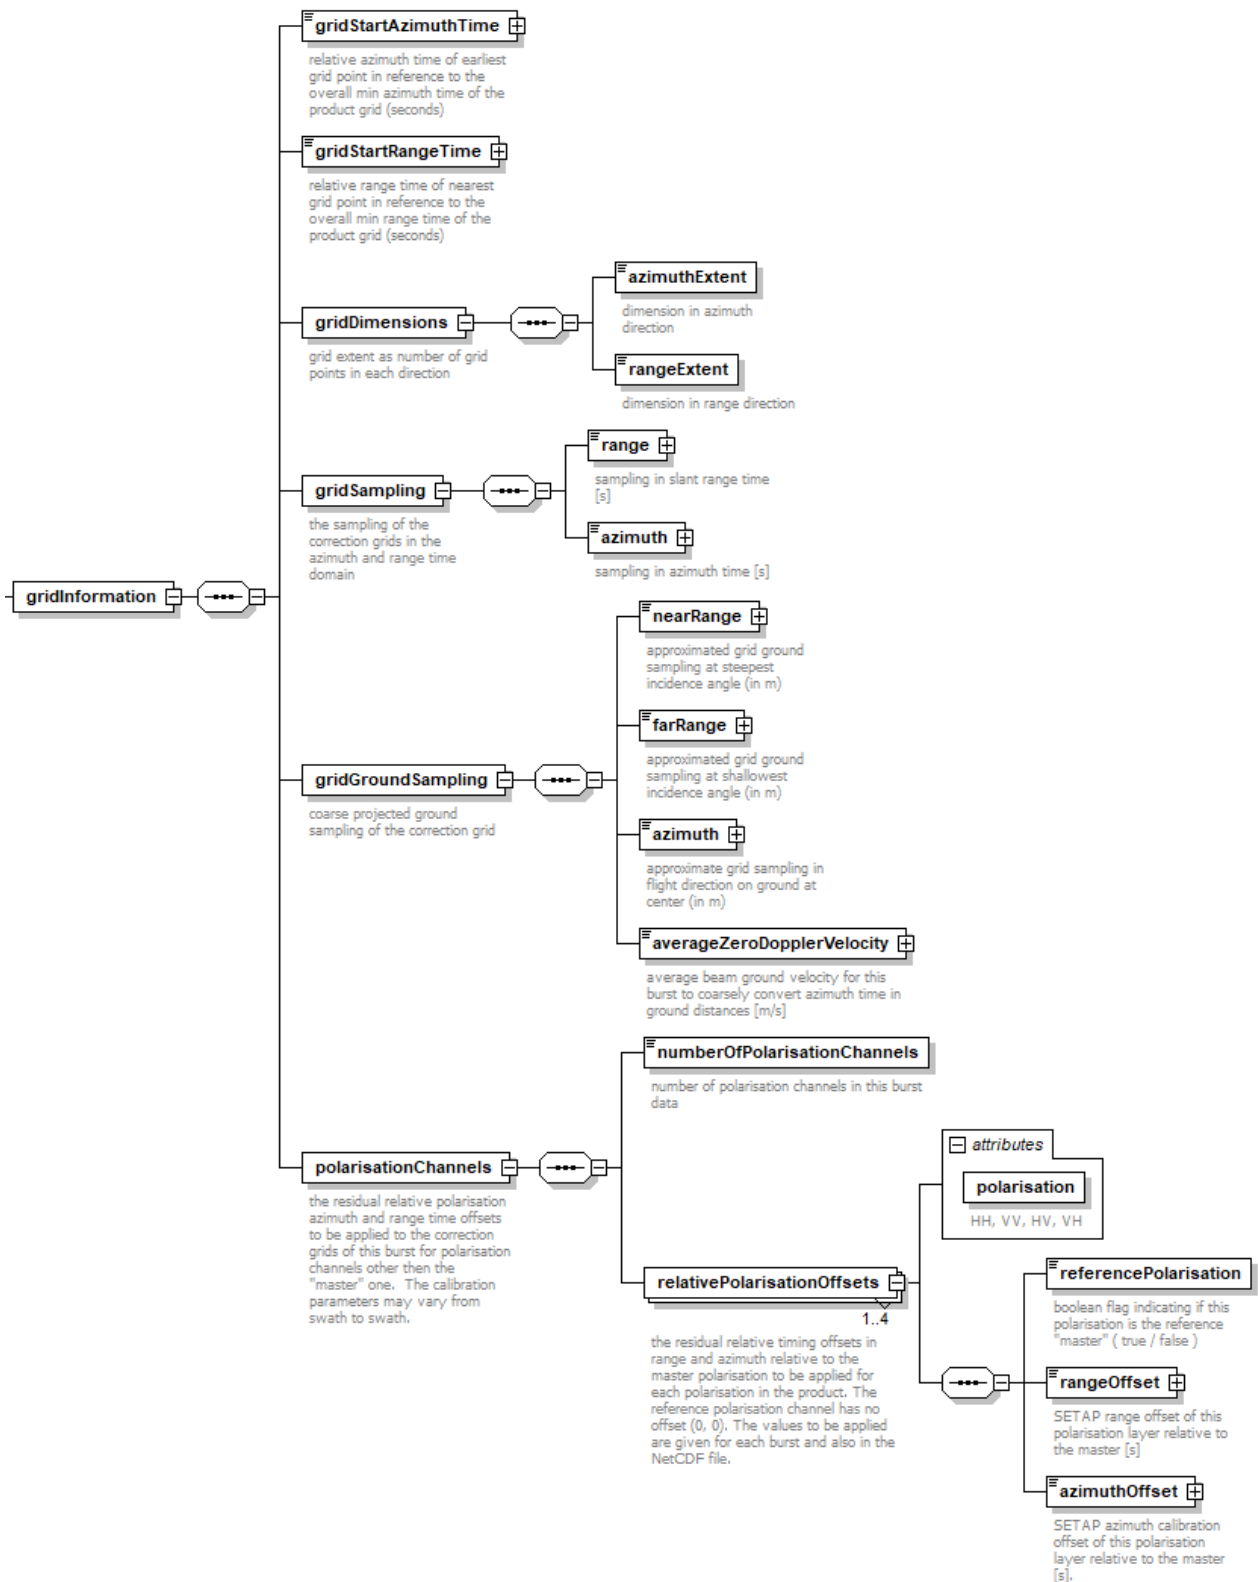 gridStartAzimuthTime
relative azimuth time of earliest
grid point in reference to the
overall min azimuth time of the
product grid (seconds)
gridStartRangeTime
relative range time of nearest
grid point in reference to the
overall min range time of the
product grid (seconds)
gridDimensions
grid extent as number of grid
points in each direction
azimuthExtent
dimension in azimuth
direction
rangeExtent
dimension in range direction
gridSampling
the sampling of the
correction grids in the
azimuth and range time
domain
range
sampling in slant range time
[s]
azimuth
sampling in azimuth time [s]
gridInformation
gridGroundSampling
coarse projected ground
sampling of the correction grid
nearRange
approximated grid ground
sampling at steepest
incidence angle (in m)
farRange
approximated grid ground
sampling at shallowest
incidence angle (in m)
azimuth
approximate grid sampling in
flight direction on ground at
center (in m)
averageZeroDopplerVelocity
average beam ground velocity for this
burst to coarsely convert azimuth time in
ground distances [m/s]
polarisationChannels
the residual relative polarisation
azimuth and range time offsets
to be applied to the correction
grids of this burst for polarisation
channels other then the
"master" one.  The calibration
parameters may vary from
swath to swath.
numberOfPolarisationChannels
number of polarisation channels in this burst
data
relativePolarisationOffsets
1..4
the residual relative timing offsets in
range and azimuth relative to the
master polarisation to be applied for
each polarisation in the product. The
reference polarisation channel has no
offset (0, 0). The values to be applied
are given for each burst and also in the
NetCDF file.
attributes
polarisation
HH, VV, HV, VH
referencePolarisation
boolean flag indicating if this
polarisation is the reference
"master" ( true / false )
rangeOffset
SETAP range offset of this
polarisation layer relative to
the master [s]
azimuthOffset
SETAP azimuth calibration
offset of this polarisation
layer relative to the master
[s].